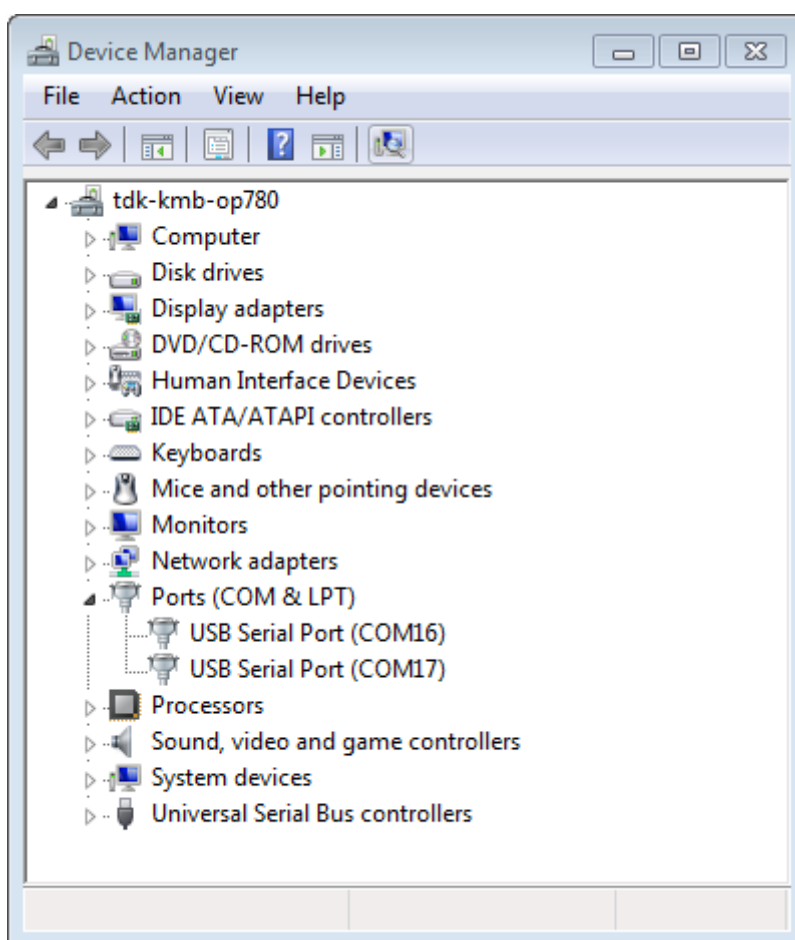 Device Manager
File Action View Help
tdk-kmb-op780
Computer
Disk drives
Display adapters
DVD/CD-ROM drives
Human Interface Devices
IDE ATA/ATAPI controllers
Keyboards
Mice and other pointing devices
Monitors
Network adapters
Ports (COM & LPT)
USB Serial Port (COM16)
USB Serial Port (COM17)
Processors
Sound, video and game controllers
System devices
Universal Serial Bus controllers